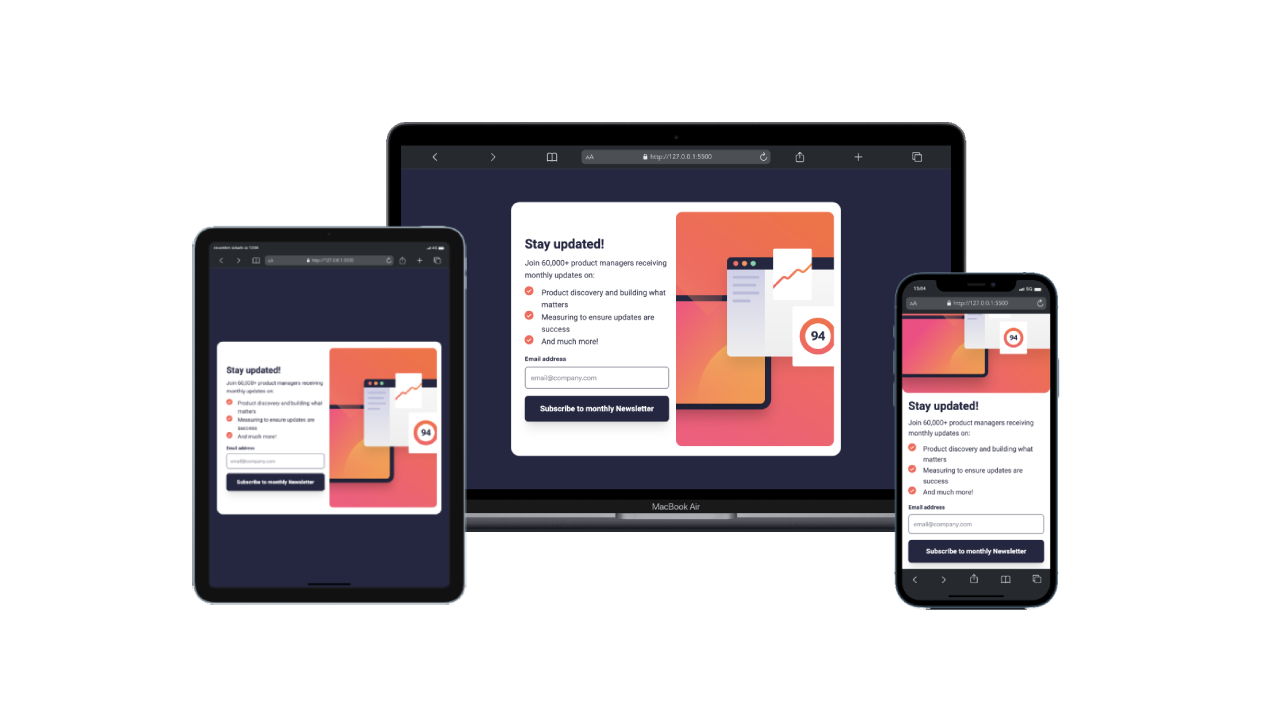 AA
http://127.0.0.1:5500
Stay updated!
Join 60,000+ product managers receiving
monthly updates on:
Product discovery and building what
matters
Measuring to ensure updates are
success
And much more!
Email address
email@company.com
Subscribe to monthly Newsletter
94
MacBook Air
4G
AA
http://127.0.0.1:5500
Stay updated!
Join 60,000+ product managers receiving
monthly updates on:
Product discovery and building what
matters
Measuring to ensure updates are
success
And much more!
Email address
email@company.com
Subscribe to monthly Newsletter
94
15:04
5G
AA
http://127.0.0.1:5500
94
Stay updated!
Join 60,000+ product managers receiving
monthly updates on:
Product discovery and building what
matters
Measuring to ensure updates are
success
And much more!
Email address
email@company.com
Subscribe to monthly Newsletter